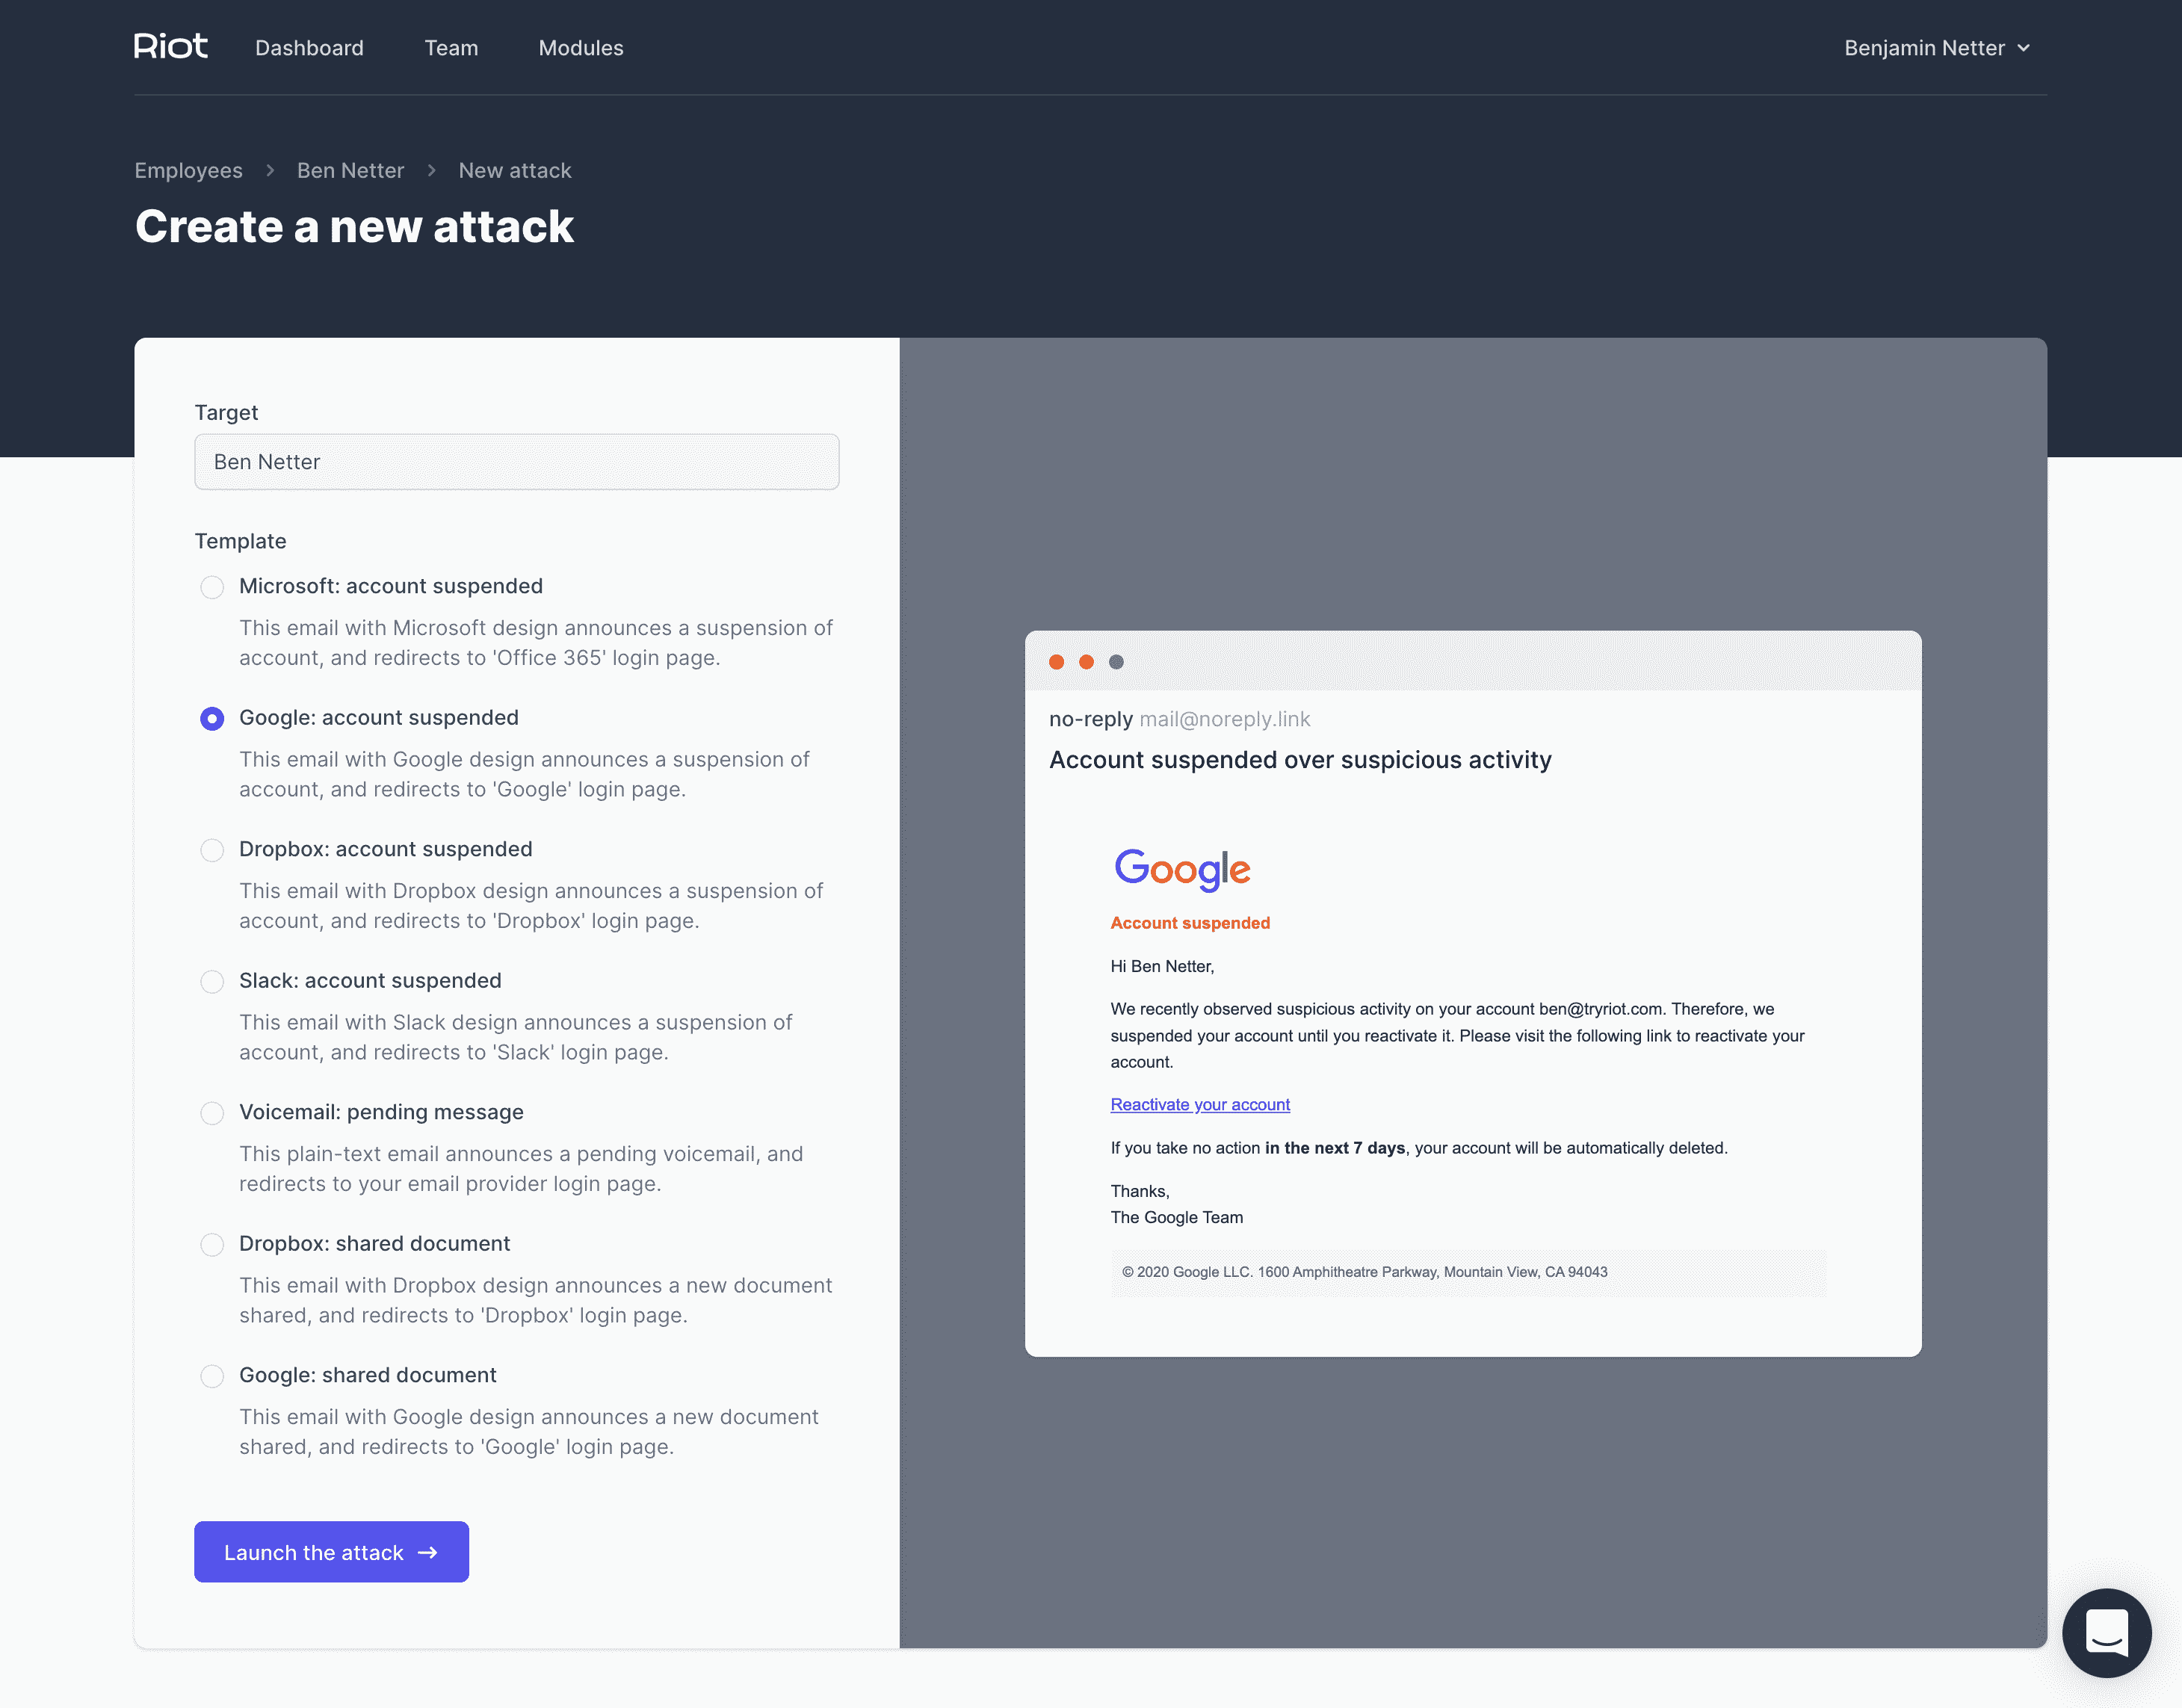 Riot
Dashboard
Team
Modules
Benjamin Netter
Employees > Ben Netter > New attack
Create a new attack
Target
Ben Netter
Template
Microsoft: account suspended
This email with Microsoft design announces a suspension of
account, and redirects to 'Office 365' login page.
Google: account suspended
This email with Google design announces a suspension of
account, and redirects to 'Google' login page.
Dropbox: account suspended
This email with Dropbox design announces a suspension of
account, and redirects to 'Dropbox' login page.
Slack: account suspended
This email with Slack design announces a suspension of
account, and redirects to 'Slack' login page.
Voicemail: pending message
This plain-text email announces a pending voicemail, and
redirects to your email provider login page.
Dropbox: shared document
This email with Dropbox design announces a new document
shared, and redirects to 'Dropbox' login page.
Google: shared document
This email with Google design announces a new document
shared, and redirects to 'Google' login page.
Launch the attack →
no-reply mail@noreply.link
Account suspended over suspicious activity
Google
Account suspended
Hi Ben Netter,
We recently observed suspicious activity on your account ben@tryriot.com. Therefore, we
suspended your account until you reactivate it. Please visit the following link to reactivate your
account.
Reactivate your account
If you take no action in the next 7 days, your account will be automatically deleted.
Thanks,
The Google Team
© 2020 Google LLC. 1600 Amphitheatre Parkway, Mountain View, CA 94043